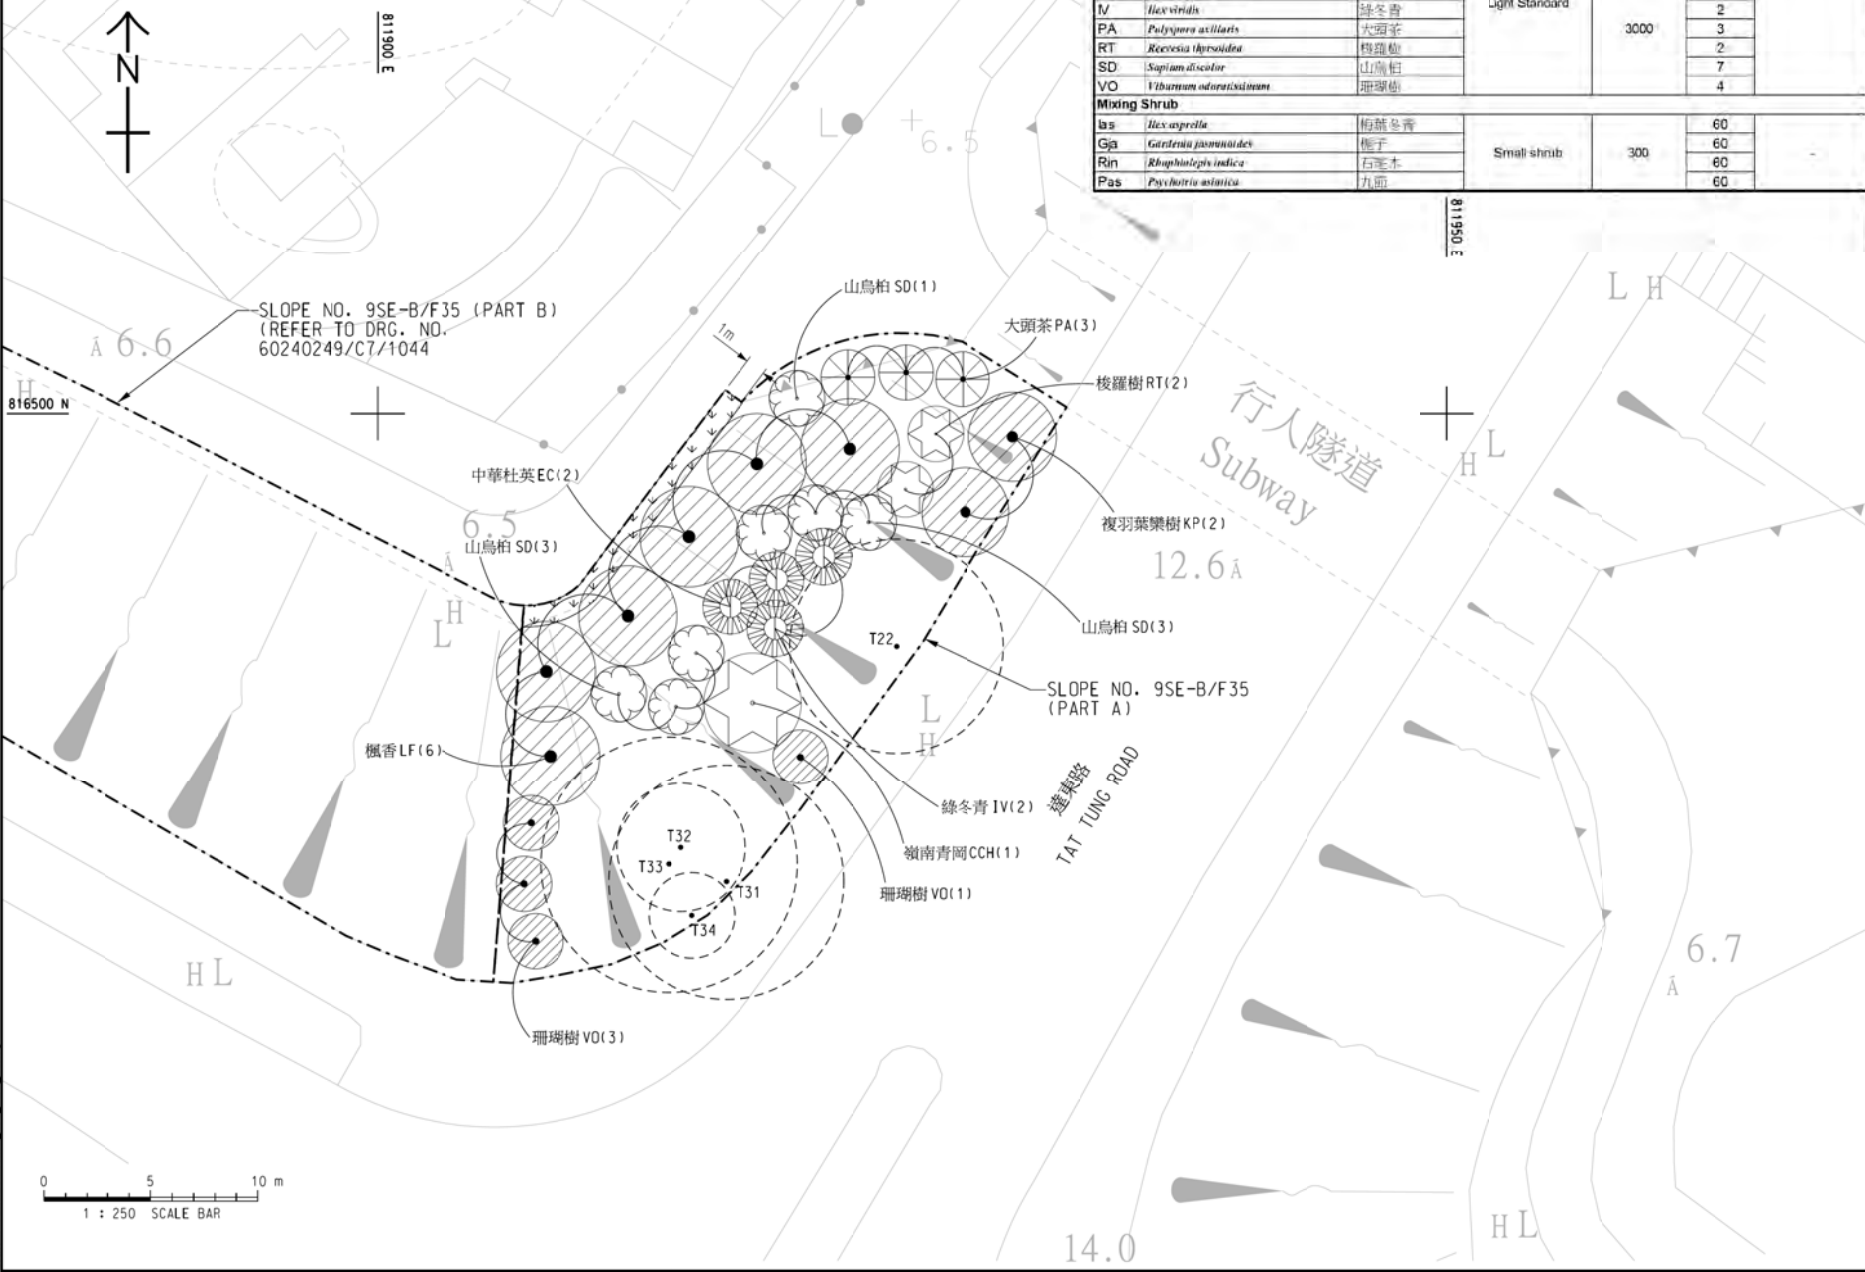 IV Ilex viridis 綠冬青 Light Standard 2
PA Polyspora axillaris 大頭茶 3000 3
RT Reevesia thyrsoidea 梭羅樹 2
SD Sapium discolor 山烏桕 7
VO Viburnum odoratissimum 珊瑚樹 4
Mixing Shrub
Ias Ilex asprella 梅葉冬青 60
Gja Gardenia jasminoides 梔子 60
Rin Rhaphiolepis indica 石斑木 Small shrub 300 60 -
Pas Psychotria asiatica 九節 60
N
811900 E
811950 E
L
6.5
L H
SLOPE NO. 9SE-B/F35 (PART B)
(REFER TO DRG. NO.
60240249/C7/1044
6.6
H
816500 N
1m
山烏桕 SD(1)
大頭茶 PA(3)
梭羅樹 RT(2)
行人隧道
Subway
L
H
中華杜英 EC(2)
6.5
山烏桕 SD(3)
複羽葉欒樹 KP(2)
12.6
H
L
山烏桕 SD(3)
T22
SLOPE NO. 9SE-B/F35
(PART A)
L
H
楓香 LF(6)
達東路
TAT TUNG ROAD
綠冬青 IV(2)
嶺南青岡 CCH(1)
珊瑚樹 VO(1)
T32
T33
T31
T34
H L
6.7
珊瑚樹 VO(3)
0 5 10 m
1 : 250 SCALE BAR
14.0
H L